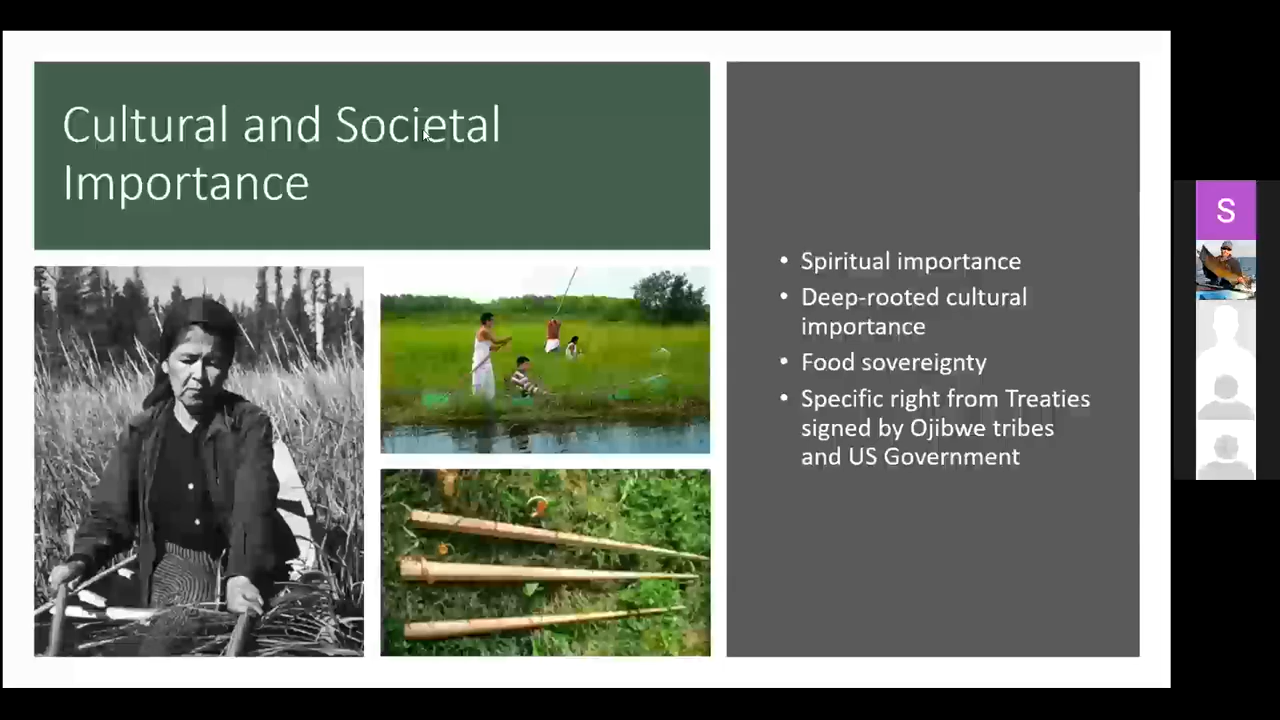 Cultural and Societal
Importance
• Spiritual importance
• Deep-rooted cultural
importance
• Food sovereignty
• Specific right from Treaties
signed by Ojibwe tribes
and US Government
S